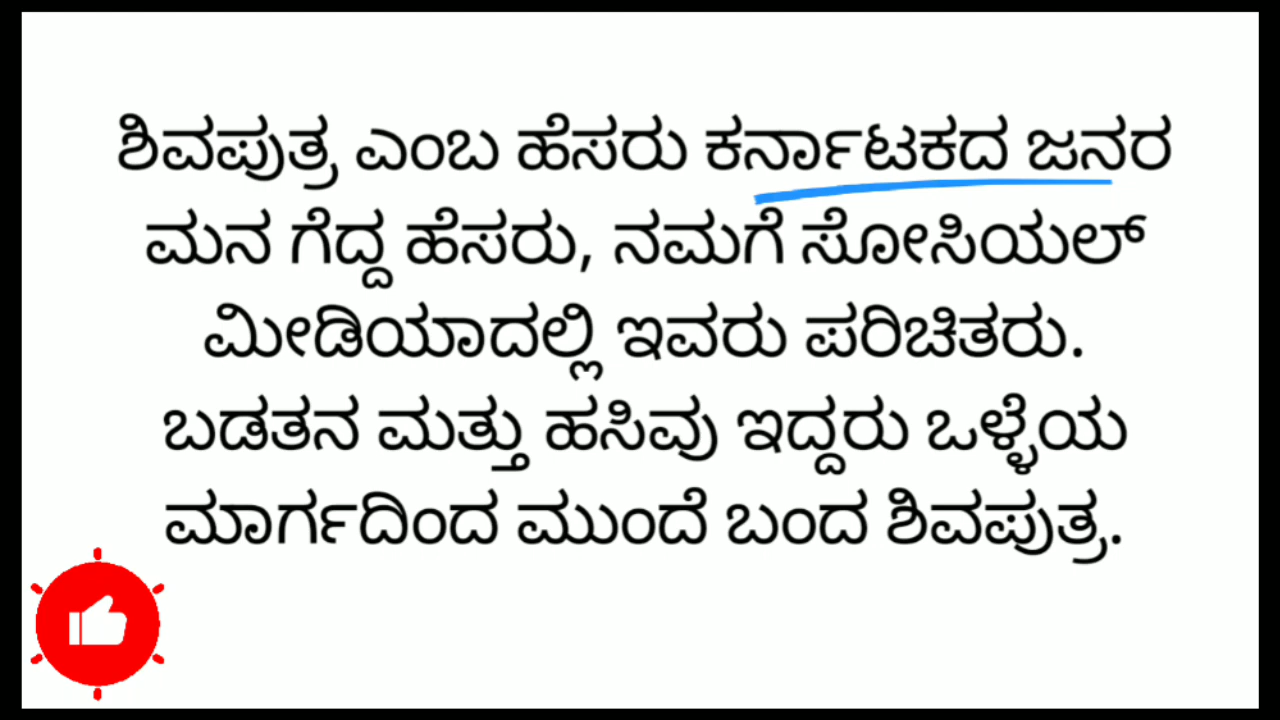 ಶಿವಪುತ್ರ ಎಂಬ ಹೆಸರು ಕರ್ನಾಟಕದ ಜನರ
ಮನ ಗೆದ್ದ ಹೆಸರು, ನಮಗೆ ಸೋಸಿಯಲ್
ಮೀಡಿಯಾದಲ್ಲಿ ಇವರು ಪರಿಚಿತರು.
ಬಡತನ ಮತ್ತು ಹಸಿವು ಇದ್ದರು ಒಳ್ಳೆಯ
ಮಾರ್ಗದಿಂದ ಮುಂದೆ ಬಂದ ಶಿವಪುತ್ರ.